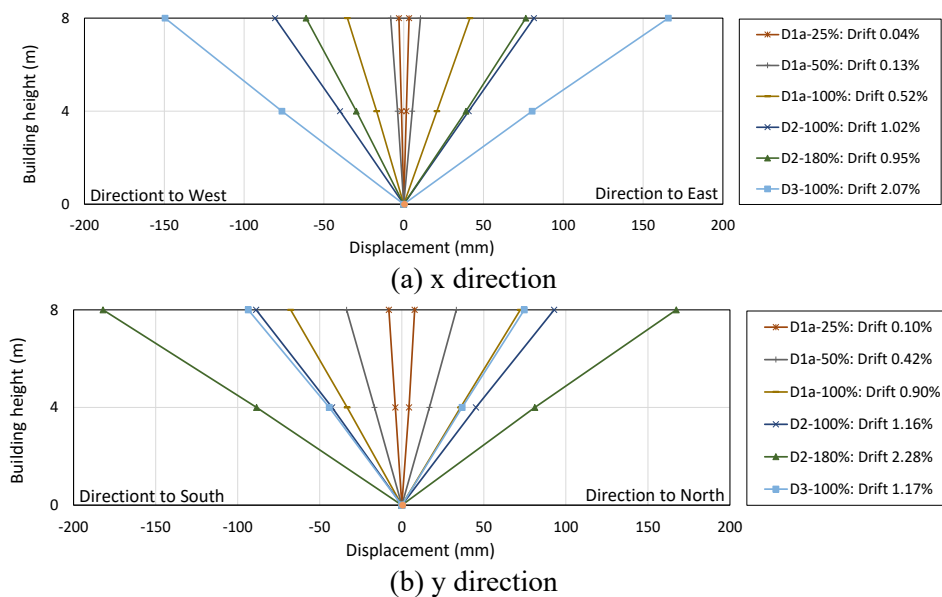 Building height (m)
8
4
0
Directiont to West
Direction to East
-200 -150 -100 -50 0 50 100 150 200
Displacement (mm)
D1a-25%: Drift 0.04%
D1a-50%: Drift 0.13%
D1a-100%: Drift 0.52%
D2-100%: Drift 1.02%
D2-180%: Drift 0.95%
D3-100%: Drift 2.07%
(a) x direction
Building height (m)
8
4
0
Directiont to South
Direction to North
-200 -150 -100 -50 0 50 100 150 200
Displacement (mm)
D1a-25%: Drift 0.10%
D1a-50%: Drift 0.42%
D1a-100%: Drift 0.90%
D2-100%: Drift 1.16%
D2-180%: Drift 2.28%
D3-100%: Drift 1.17%
(b) y direction